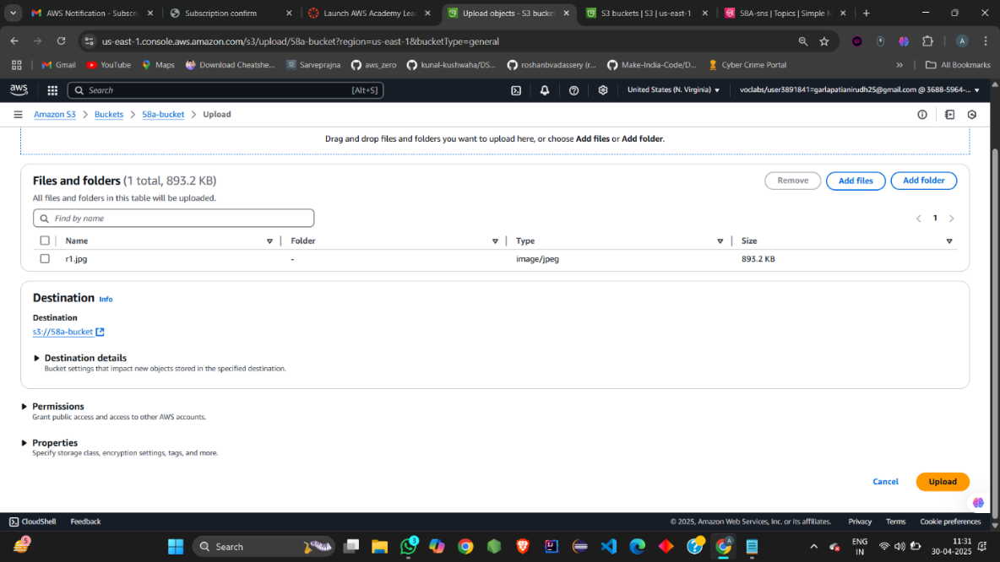 AWS Notification - Subscri
Subscription confirm
Launch AWS Academy Lea
Upload objects - S3 bucket
S3 buckets | S3 | us-east-1
58A-sns | Topics | Simple N
us-east-1.console.aws.amazon.com/s3/upload/58a-bucket?region=us-east-1&bucketType=general
A
Gmail
YouTube
Maps
Download Cheatshe...
Sarveprajna
aws_zero
kunal-kushwaha/DS...
roshanbvadassery (r...
Make-India-Code/D...
Cyber Crime Portal
»
All Bookmarks
aws
Search
[Alt+S]
United States (N. Virginia)
voclabs/user3891841=garlapatianirudh25@gmail.com @ 3688-5964-...
Amazon S3 > Buckets > 58a-bucket > Upload
Drag and drop files and folders you want to upload here, or choose Add files or Add folder.
Files and folders (1 total, 893.2 KB)
Remove
Add files
Add folder
All files and folders in this table will be uploaded.
Find by name
1
Name
Folder
Type
Size
r1.jpg
-
image/jpeg
893.2 KB
Destination Info
Destination
s3://58a-bucket
Destination details
Bucket settings that impact new objects stored in the specified destination.
Permissions
Grant public access and access to other AWS accounts.
Properties
Specify storage class, encryption settings, tags, and more.
Cancel
Upload
CloudShell
Feedback
© 2025, Amazon Web Services, Inc. or its affiliates.
Privacy
Terms
Cookie preferences
5
Search
3
A
ENG
IN
11:31
30-04-2025